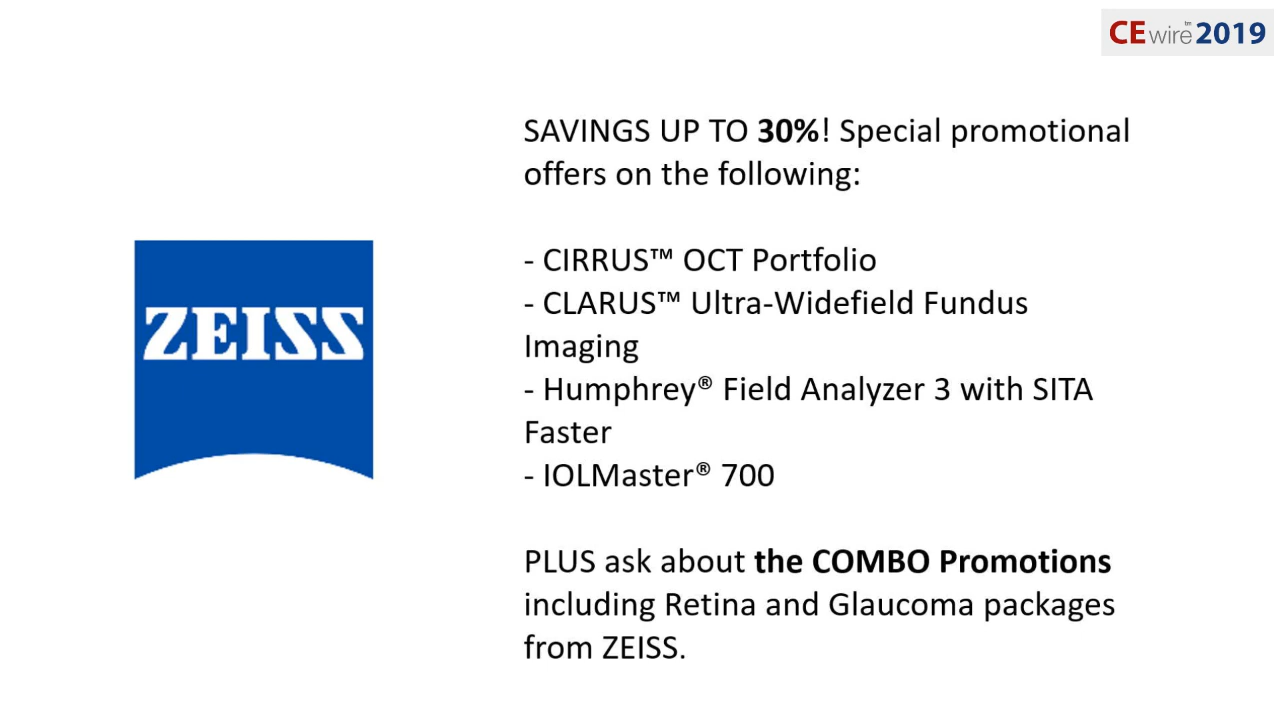 CE wire™ 2019
SAVINGS UP TO 30%! Special promotional
offers on the following:
ZEISS
- CIRRUS™ OCT Portfolio
- CLARUS™ Ultra-Widefield Fundus
Imaging
- Humphrey® Field Analyzer 3 with SITA
Faster
- IOLMaster® 700
PLUS ask about the COMBO Promotions
including Retina and Glaucoma packages
from ZEISS.